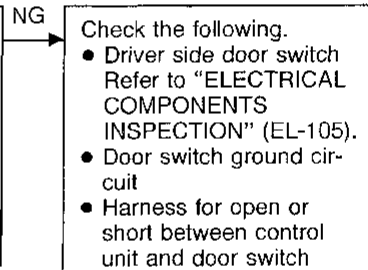 NG
Check the following.
● Driver side door switch
Refer to “ELECTRICAL
COMPONENTS
INSPECTION” (EL-105).
● Door switch ground cir-
cuit
● Harness for open or
short between control
unit and door switch